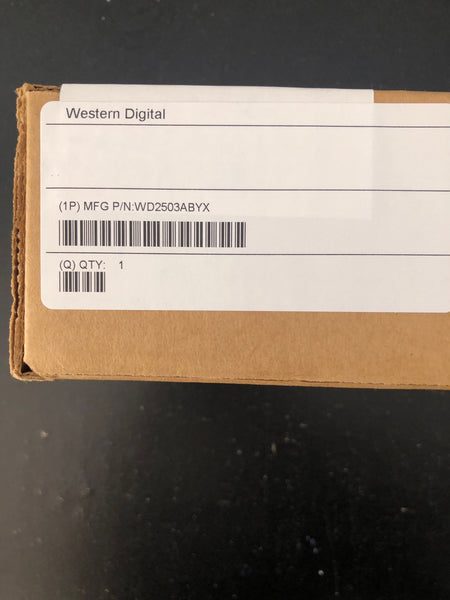 Western Digital
(1P) MFG P/N:WD2503ABYX
(Q) QTY: 1